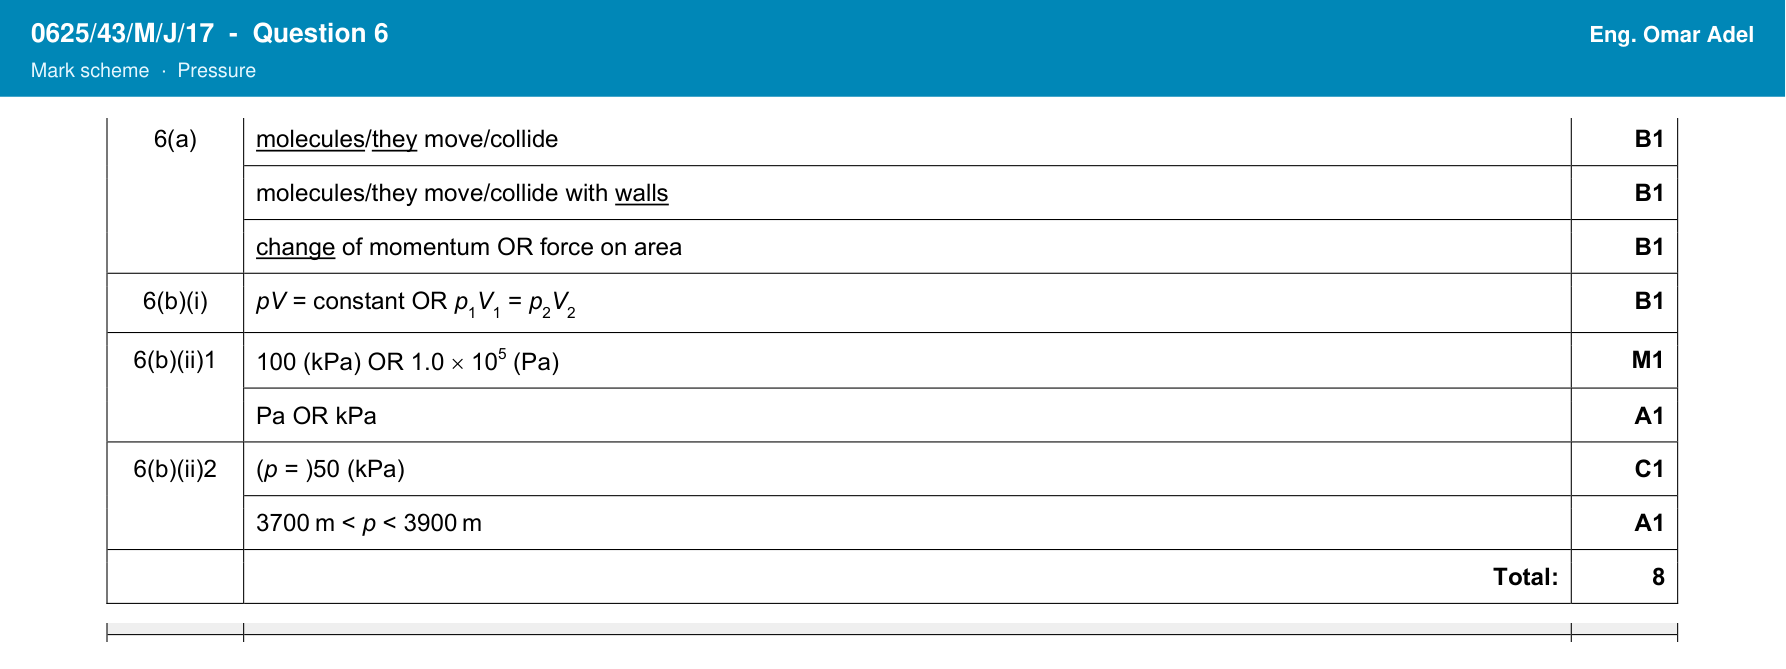 0625/43/M/J/17 - Question 6
Eng. Omar Adel
Mark scheme · Pressure
6(a) molecules/they move/collide B1
molecules/they move/collide with walls B1
change of momentum OR force on area B1
6(b)(i) pV = constant OR p₁V₁ = p₂V₂ B1
6(b)(ii)1 100 (kPa) OR 1.0 × 10⁵ (Pa) M1
Pa OR kPa A1
6(b)(ii)2 (p = )50 (kPa) C1
3700 m < p < 3900 m A1
Total: 8